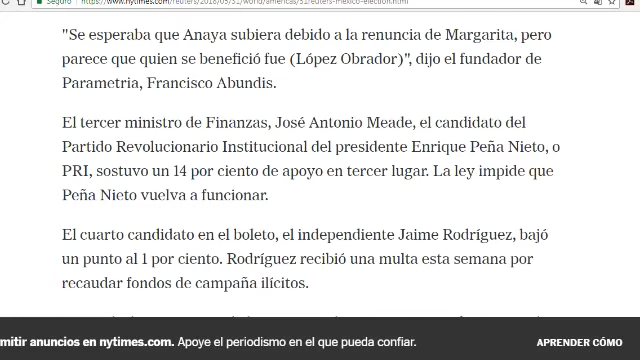 Seguro
https://www.nytimes.com/reuters/2018/05/31/world/americas/31reuters-mexico-election.html
"Se esperaba que Anaya subiera debido a la renuncia de Margarita, pero
parece que quien se benefició fue (López Obrador)", dijo el fundador de
Parametria, Francisco Abundis.
El tercer ministro de Finanzas, José Antonio Meade, el candidato del
Partido Revolucionario Institucional del presidente Enrique Peña Nieto, o
PRI, sostuvo un 14 por ciento de apoyo en tercer lugar. La ley impide que
Peña Nieto vuelva a funcionar.
El cuarto candidato en el boleto, el independiente Jaime Rodríguez, bajó
un punto al 1 por ciento. Rodríguez recibió una multa esta semana por
recaudar fondos de campaña ilícitos.
mitir anuncios en nytimes.com. Apoye el periodismo en el que pueda confiar.
APRENDER CÓMO